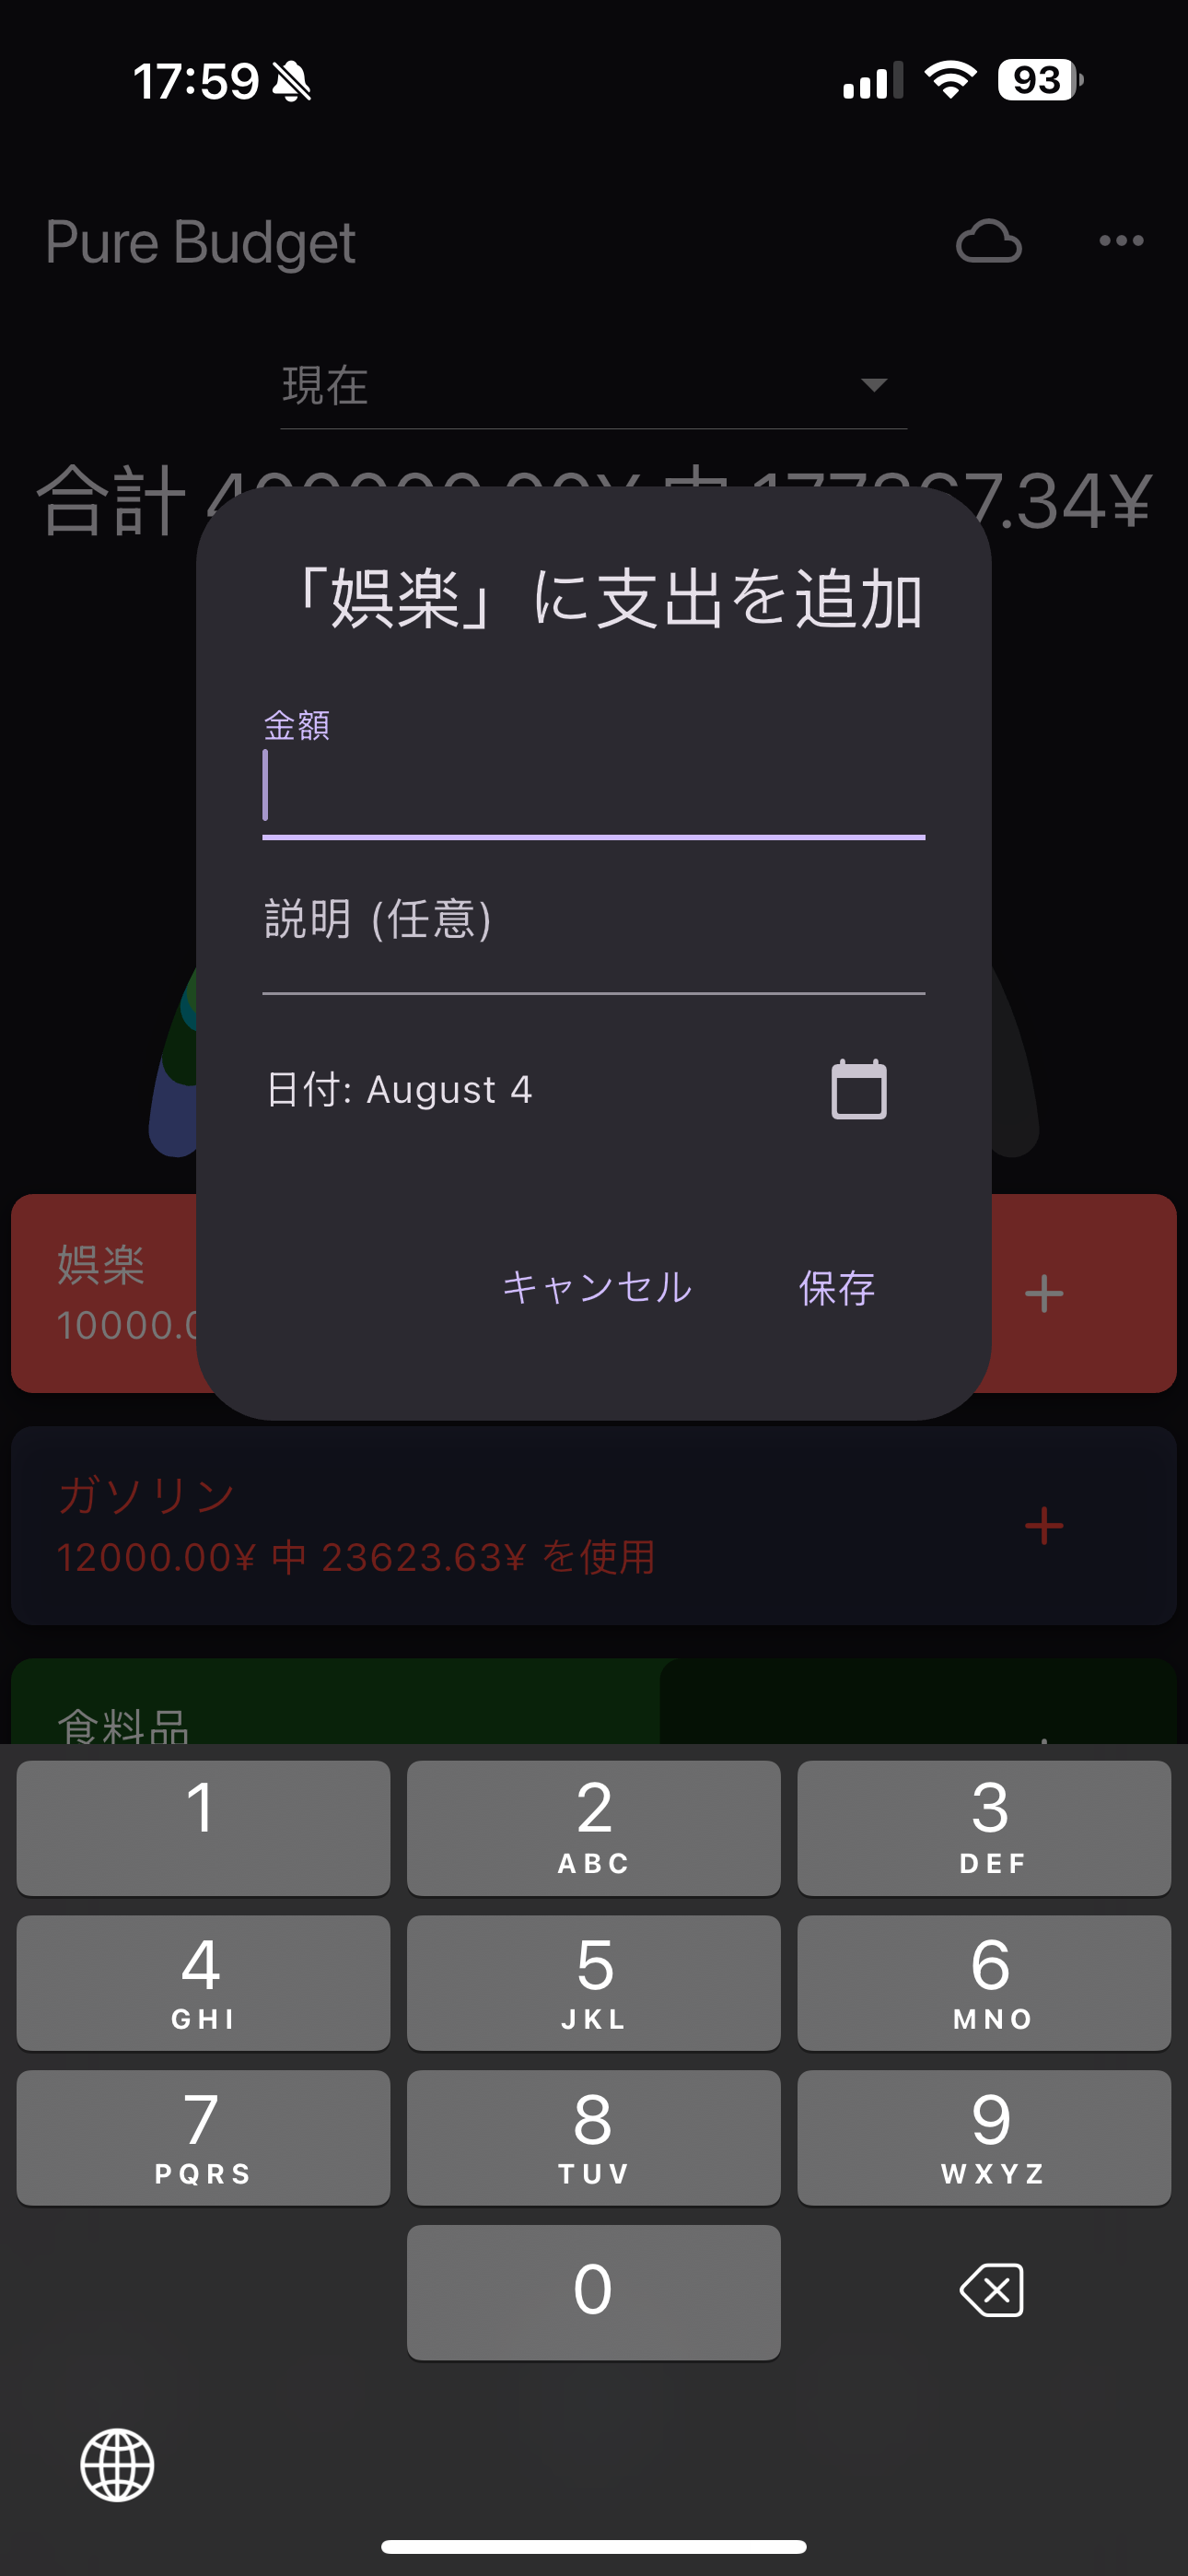 17:59
93
Pure Budget
現在
合計
7.34¥
「娯楽」に支出を追加
金額
説明 (任意)
日付: August 4
キャンセル 保存
娯楽
10000.0
ガソリン
12000.00¥ 中 23623.63¥ を使用
食料品
1
2
ABC
3
DEF
4
GHI
5
JKL
6
MNO
7
PQRS
8
TUV
9
WXYZ
0